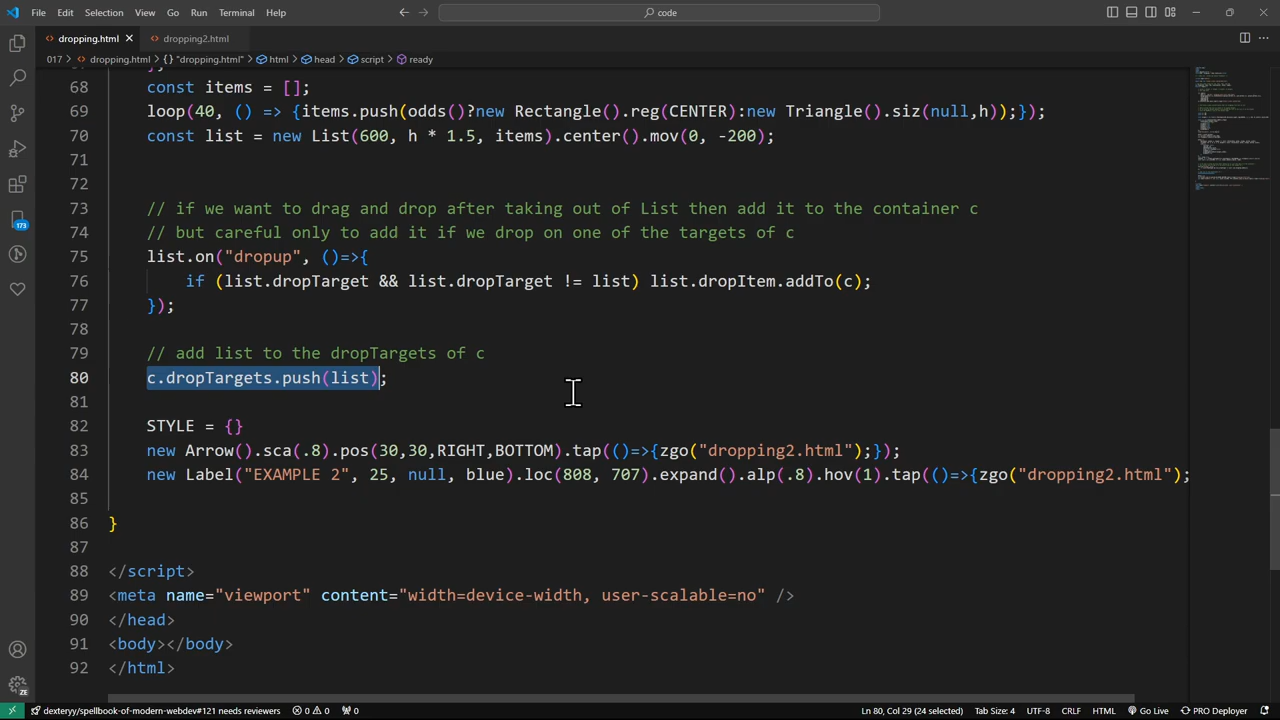 File Edit Selection View Go Run Terminal Help
code
dropping.html
dropping2.html
017 > dropping.html > {} "dropping.html" > html > head > script > ready
68 const items = [];
69 loop(40, () => {items.push(odds()?new Rectangle().reg(CENTER):new Triangle().siz(null,h));});
70 const list = new List(600, h * 1.5, items).center().mov(0, -200);
71
72
73 // if we want to drag and drop after taking out of List then add it to the container c
74 // but careful only to add it if we drop on one of the targets of c
75 list.on("dropup", ()=>{
76 if (list.dropTarget && list.dropTarget != list) list.dropItem.addTo(c);
77 });
78
79 // add list to the dropTargets of c
80 c.dropTargets.push(list);
81
82 STYLE = {}
83 new Arrow().sca(.8).pos(30,30,RIGHT,BOTTOM).tap(()=>{zgo("dropping2.html");});
84 new Label("EXAMPLE 2", 25, null, blue).loc(808, 707).expand().alp(.8).hov(1).tap(()=>{zgo("dropping2.html");
85
86 }
87
88 </script>
89 <meta name="viewport" content="width=device-width, user-scalable=no" />
90 </head>
91 <body></body>
92 </html>
173
ZE
dexteryy/spellbook-of-modern-webdev#121 needs reviewers 0 0 0 Ln 80, Col 29 (24 selected) Tab Size: 4 UTF-8 CRLF HTML Go Live PRO Deployer